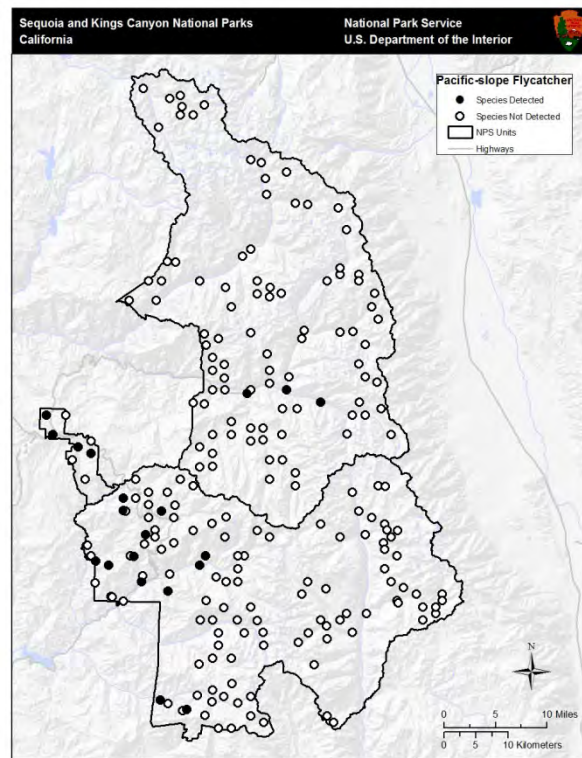 Sequoia and Kings Canyon National Parks
California
National Park Service
U.S. Department of the Interior
Pacific-slope Flycatcher
Species Detected
Species Not Detected
NPS Units
Highways
N
0 5 10 Miles
0 5 10 Kilometers